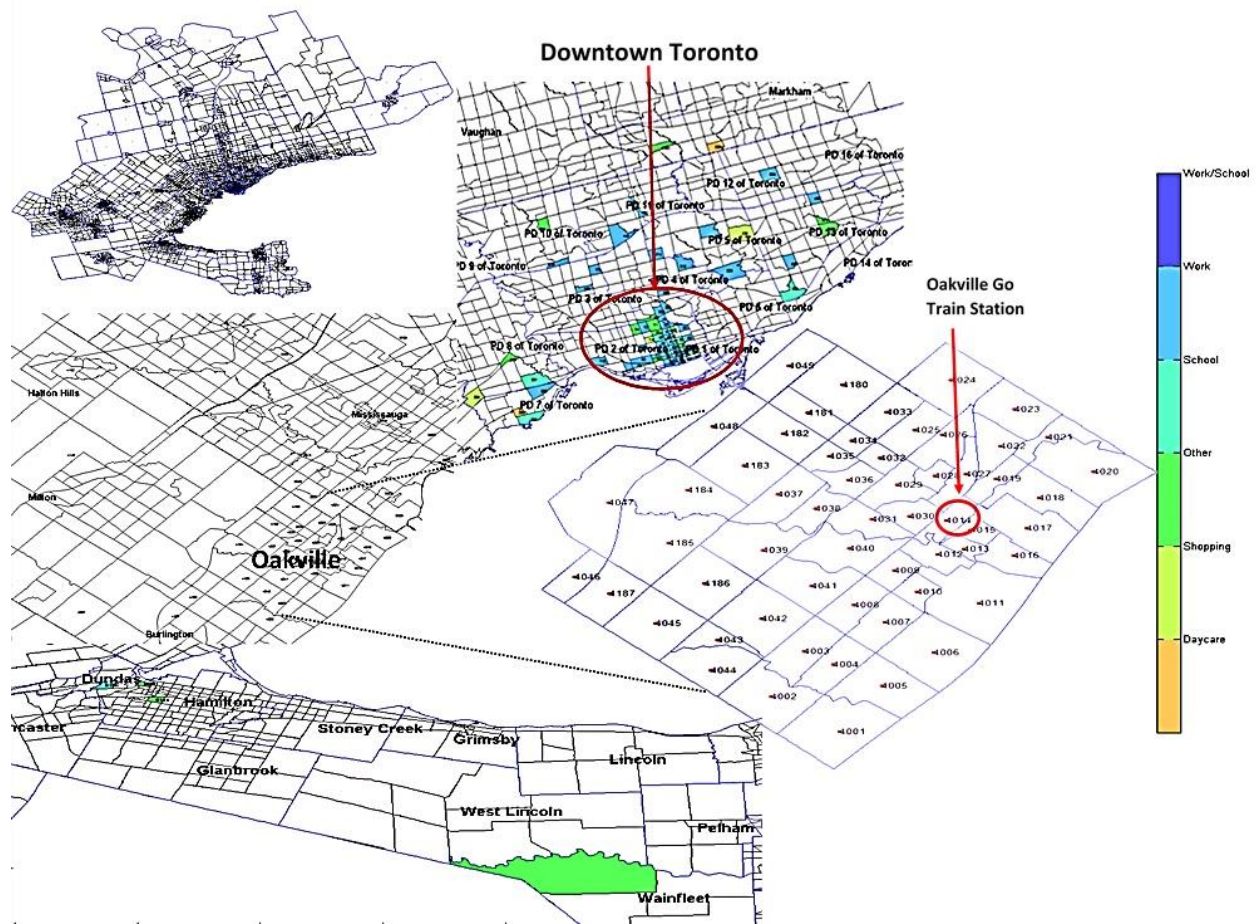 Downtown Toronto
Markham
Vaughan
PD 16 of Toronto
PD 12 of Toronto
PD 11 of Toronto
PD 10 of Toronto
PD 5 of Toronto
PD 13 of Toronto
PD 9 of Toronto
PD 4 of Toronto
PD 14 of Toron
PD 3 of Toronto
PD 6 of Toronto
PD 8 of Toronto
PD 2 of Toronto
PD 1 of Toronto
PD 7 of Toronto
Work/School
Work
School
Other
Shopping
Daycare
Oakville Go
Train Station
Halton Hills
Mississauga
Milton
Oakville
Burlington
4049
4180
4024
4048
4181
4033
4023
4182
4034
4025
4026
4021
4183
4035
4032
4022
4020
4047
4184
4037
4036
4029
4028
4027
4019
4018
4038
4031
4030
4014
4015
4017
4185
4039
4040
4012
4013
4016
4046
4187
4186
4041
4009
4010
4011
4045
4042
4008
4007
4043
4003
4004
4006
4044
4002
4005
4001
Dundas
Hamilton
ncaster
Stoney Creek
Grimsby
Glanbrook
Lincoln
West Lincoln
Pelham
Wainfleet